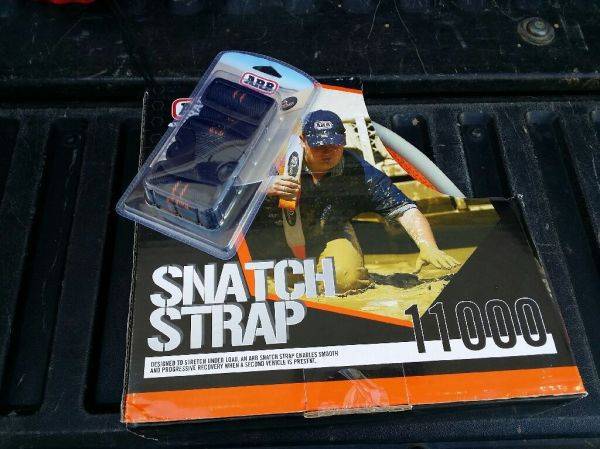 ARB
ARB
SNATCH
STRAP
11000
DESIGNED TO STRETCH UNDER LOAD, AN ARB SNATCH STRAP ENABLES SMOOTH
AND PROGRESSIVE RECOVERY WHEN A SECOND VEHICLE IS PRESENT.